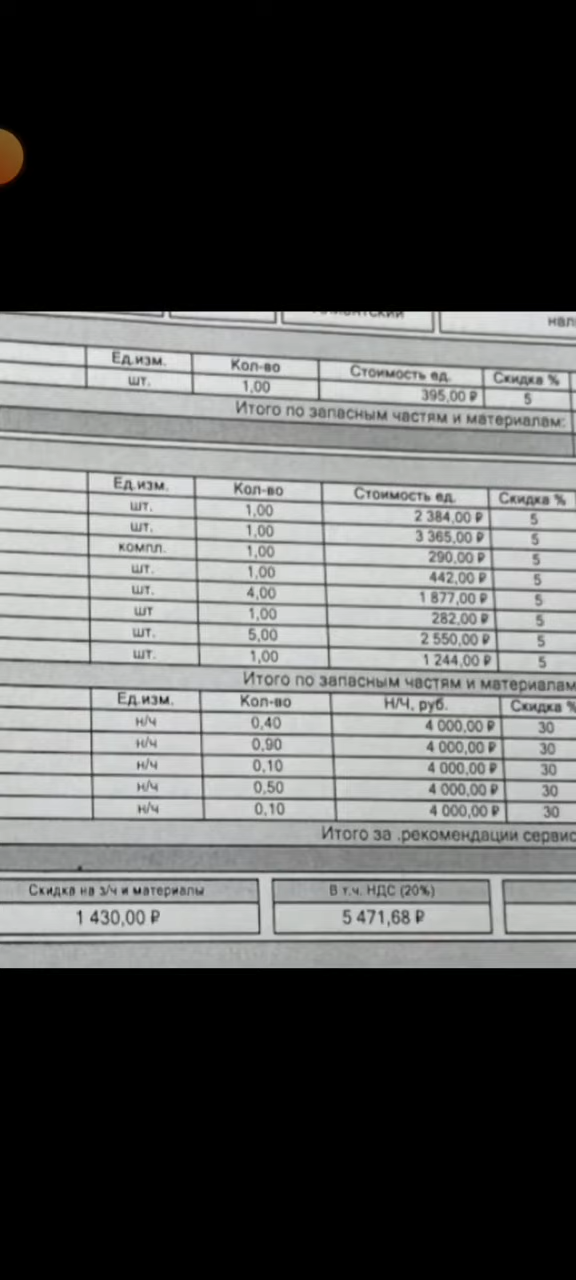 нал
Ед.изм. Кол-во Стоимость ед. Скидка %
шт. 1,00 395,00 ₽ 5
Итого по запасным частям и материалам:
Ед.изм. Кол-во Стоимость ед. Скидка %
шт. 1,00 2 384,00 ₽ 5
шт. 1,00 3 365,00 ₽ 5
компл. 1,00 290,00 ₽ 5
шт. 1,00 442,00 ₽ 5
шт. 4,00 1 877,00 ₽ 5
шт 1,00 282,00 ₽ 5
шт. 5,00 2 550,00 ₽ 5
шт. 1,00 1 244,00 ₽ 5
Итого по запасным частям и материалам
Ед.изм. Кол-во Н/Ч, руб. Скидка %
н/ч 0,40 4 000,00 ₽ 30
н/ч 0,90 4 000,00 ₽ 30
н/ч 0,10 4 000,00 ₽ 30
н/ч 0,50 4 000,00 ₽ 30
н/ч 0,10 4 000,00 ₽ 30
Итого за .рекомендации сервис
Скидка на з/ч и материалы В т.ч. НДС (20%)
1 430,00 ₽ 5 471,68 ₽